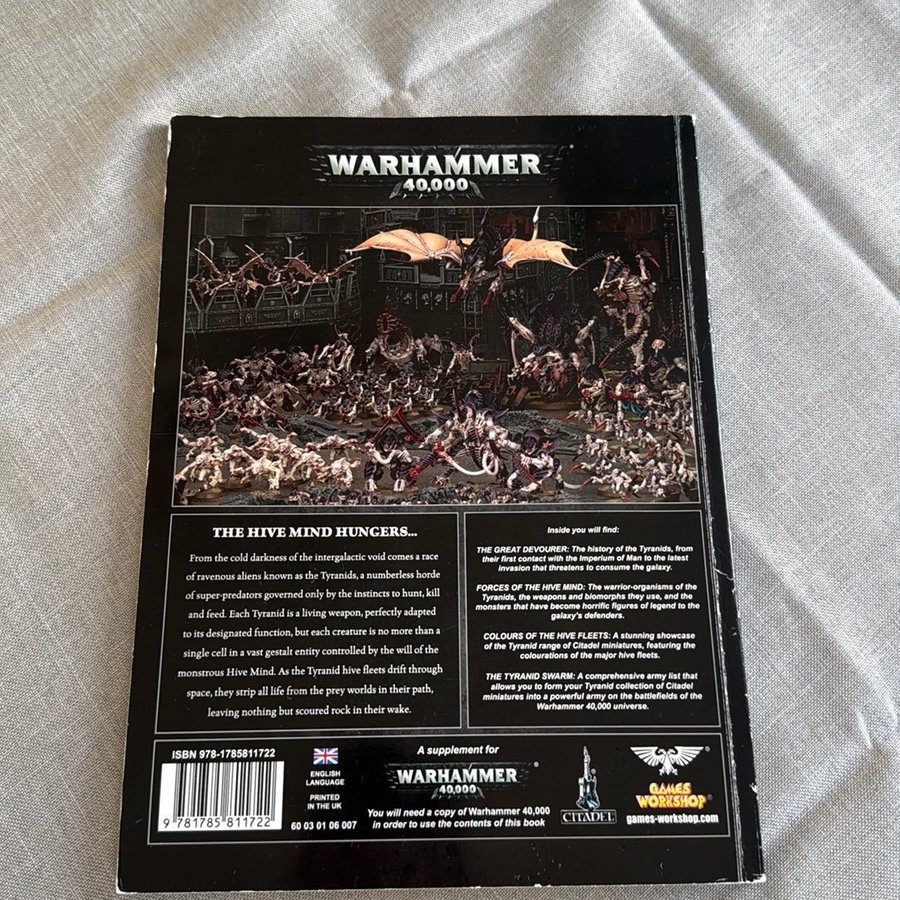 WARHAMMER
40,000
THE HIVE MIND HUNGERS...
From the cold darkness of the intergalactic void comes a race
of ravenous aliens known as the Tyranids, a numberless horde
of super-predators governed only by the instincts to hunt, kill
and feed. Each Tyranid is a living weapon, perfectly adapted
to its designated function, but each creature is no more than a
single cell in a vast gestalt entity controlled by the will of the
monstrous Hive Mind. As the Tyranid hive fleets drift through
space, they strip all life from the prey worlds in their path,
leaving nothing but scoured rock in their wake.
Inside you will find:
THE GREAT DEVOURER: The history of the Tyranids, from
their first contact with the Imperium of Man to the latest
invasion that threatens to consume the galaxy.
FORCES OF THE HIVE MIND: The warrior-organisms of the
Tyranids, the weapons and biomorphs they use, and the
monsters that have become horrific figures of legend to the
galaxy's defenders.
COLOURS OF THE HIVE FLEETS: A stunning showcase
of the Tyranid range of Citadel miniatures, featuring the
colourations of the major hive fleets.
THE TYRANID SWARM: A comprehensive army list that
allows you to form your Tyranid collection of Citadel
miniatures into a powerful army on the battlefields of the
Warhammer 40,000 universe.
ISBN 978-1785811722
9 781785 811722
ENGLISH
LANGUAGE
PRINTED
IN THE UK
60 03 01 06 007
A supplement for
WARHAMMER
40,000
You will need a copy of Warhammer 40,000
in order to use the contents of this book
CITADEL
GAMES
WORKSHOP
games-workshop.com